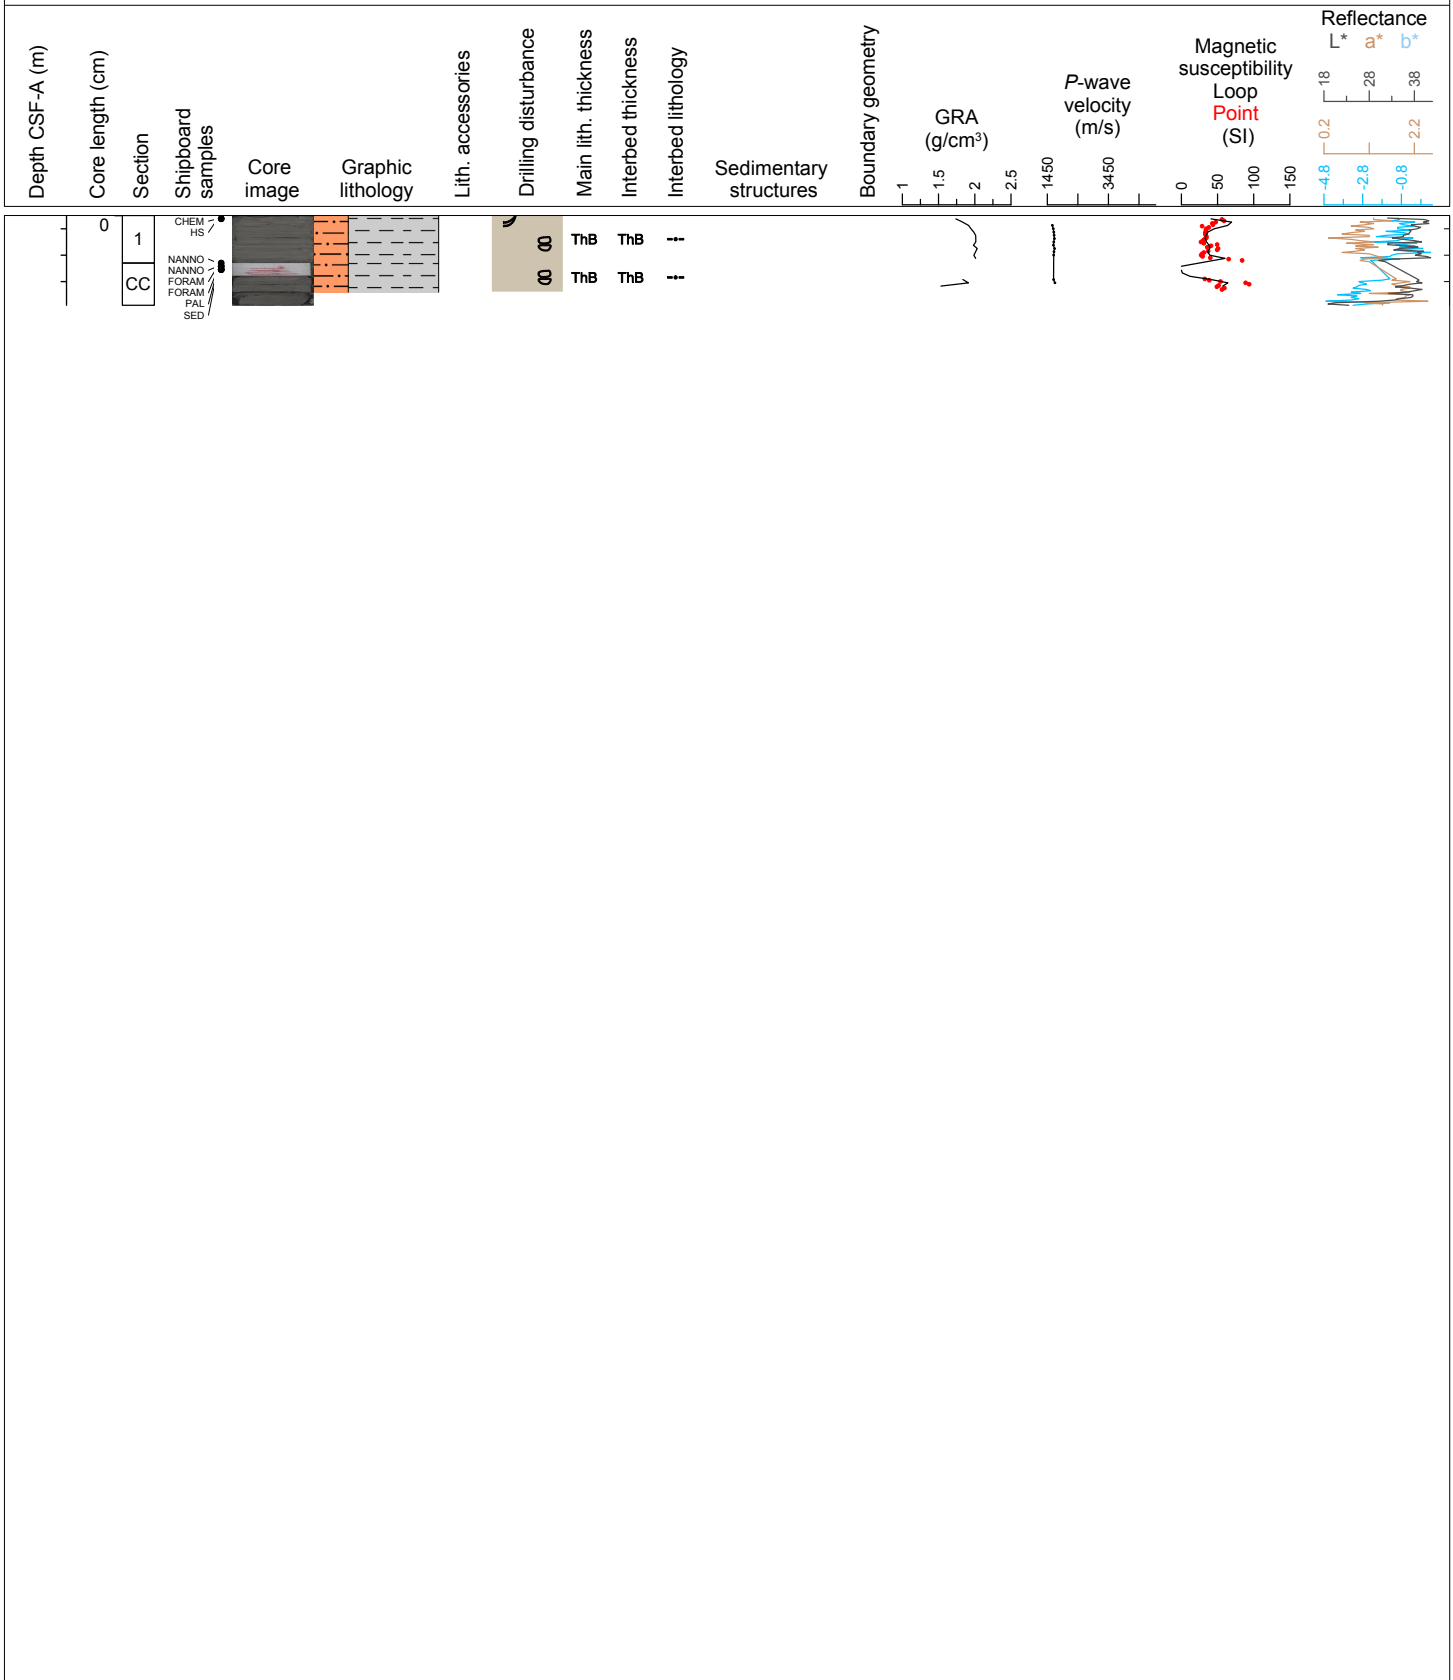 Depth CSF-A (m)
Core length (cm)
Section
Shipboard
samples
Core
image
Graphic
lithology
Lith. accessories
Drilling disturbance
Main lith. thickness
Interbed thickness
Interbed lithology
Sedimentary
structures
Boundary geometry
GRA
(g/cm³)
1
1.5
2
2.5
P-wave
velocity
(m/s)
1450
3450
Magnetic
susceptibility
Loop
Point
(SI)
0
50
100
150
Reflectance
L* a* b*
18
28
38
0.2
2.2
-4.8
-2.8
-0.8
0
1
CC
CHEM
HS
NANNO
NANNO
FORAM
FORAM
PAL
SED
ThB ThB
ThB ThB